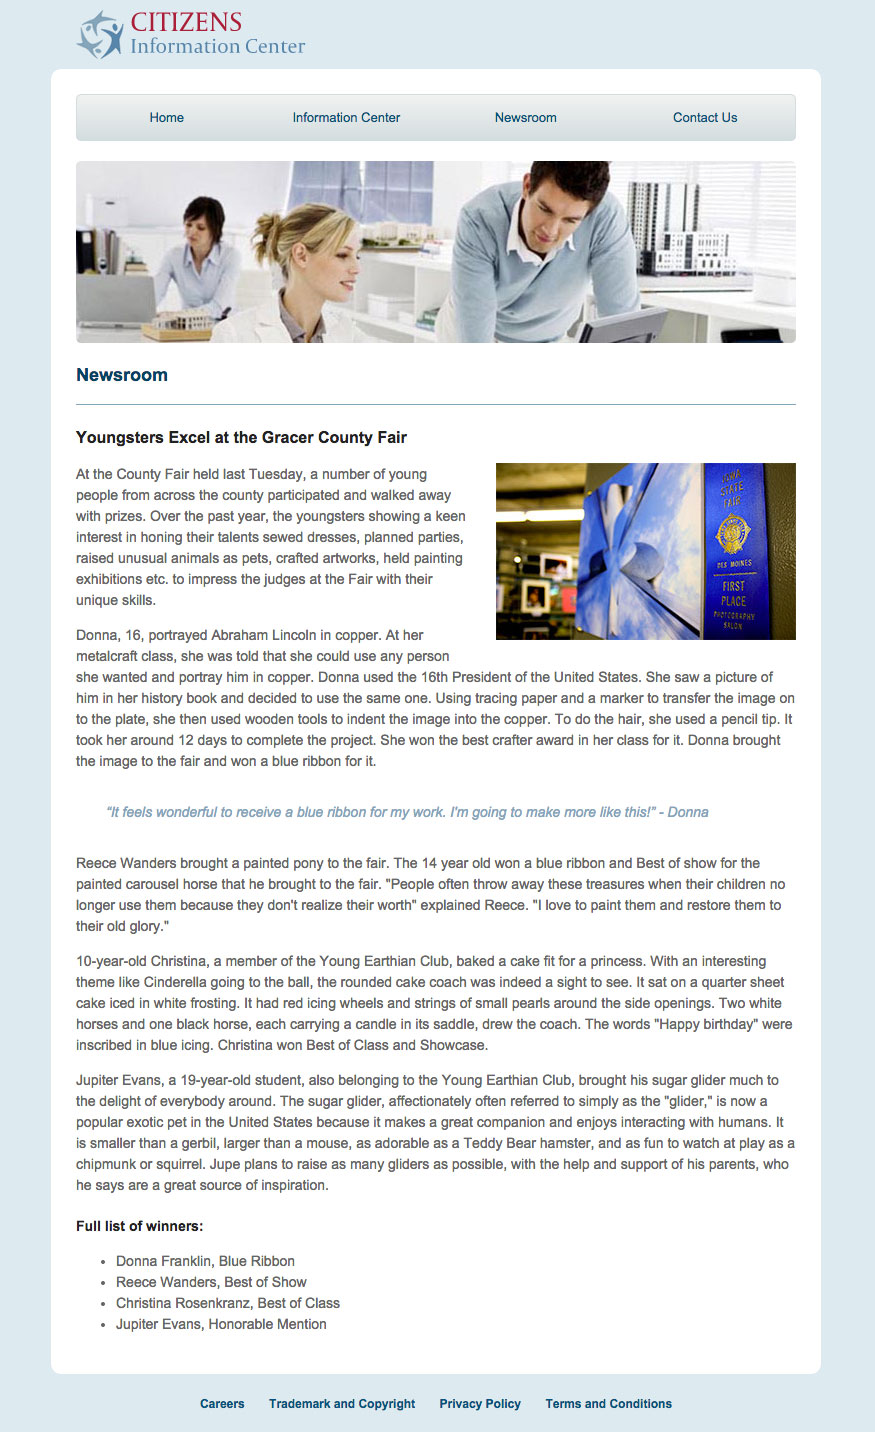 CITIZENS
Information Center
Home Information Center Newsroom Contact Us
Newsroom
Youngsters Excel at the Gracer County Fair
At the County Fair held last Tuesday, a number of young
people from across the county participated and walked away
with prizes. Over the past year, the youngsters showing a keen
interest in honing their talents sewed dresses, planned parties,
raised unusual animals as pets, crafted artworks, held painting
exhibitions etc. to impress the judges at the Fair with their
unique skills.
IOWA
STATE
FAIR
DES MOINES
FIRST
PLACE
PHOTOGRAPHY
SALON
Donna, 16, portrayed Abraham Lincoln in copper. At her
metalcraft class, she was told that she could use any person
she wanted and portray him in copper. Donna used the 16th President of the United States. She saw a picture of
him in her history book and decided to use the same one. Using tracing paper and a marker to transfer the image on
to the plate, she then used wooden tools to indent the image into the copper. To do the hair, she used a pencil tip. It
took her around 12 days to complete the project. She won the best crafter award in her class for it. Donna brought
the image to the fair and won a blue ribbon for it.
“It feels wonderful to receive a blue ribbon for my work. I'm going to make more like this!” - Donna
Reece Wanders brought a painted pony to the fair. The 14 year old won a blue ribbon and Best of show for the
painted carousel horse that he brought to the fair. "People often throw away these treasures when their children no
longer use them because they don't realize their worth" explained Reece. "I love to paint them and restore them to
their old glory."
10-year-old Christina, a member of the Young Earthian Club, baked a cake fit for a princess. With an interesting
theme like Cinderella going to the ball, the rounded cake coach was indeed a sight to see. It sat on a quarter sheet
cake iced in white frosting. It had red icing wheels and strings of small pearls around the side openings. Two white
horses and one black horse, each carrying a candle in its saddle, drew the coach. The words "Happy birthday" were
inscribed in blue icing. Christina won Best of Class and Showcase.
Jupiter Evans, a 19-year-old student, also belonging to the Young Earthian Club, brought his sugar glider much to
the delight of everybody around. The sugar glider, affectionately often referred to simply as the "glider," is now a
popular exotic pet in the United States because it makes a great companion and enjoys interacting with humans. It
is smaller than a gerbil, larger than a mouse, as adorable as a Teddy Bear hamster, and as fun to watch at play as a
chipmunk or squirrel. Jupe plans to raise as many gliders as possible, with the help and support of his parents, who
he says are a great source of inspiration.
Full list of winners:
• Donna Franklin, Blue Ribbon
• Reece Wanders, Best of Show
• Christina Rosenkranz, Best of Class
• Jupiter Evans, Honorable Mention
Careers Trademark and Copyright Privacy Policy Terms and Conditions